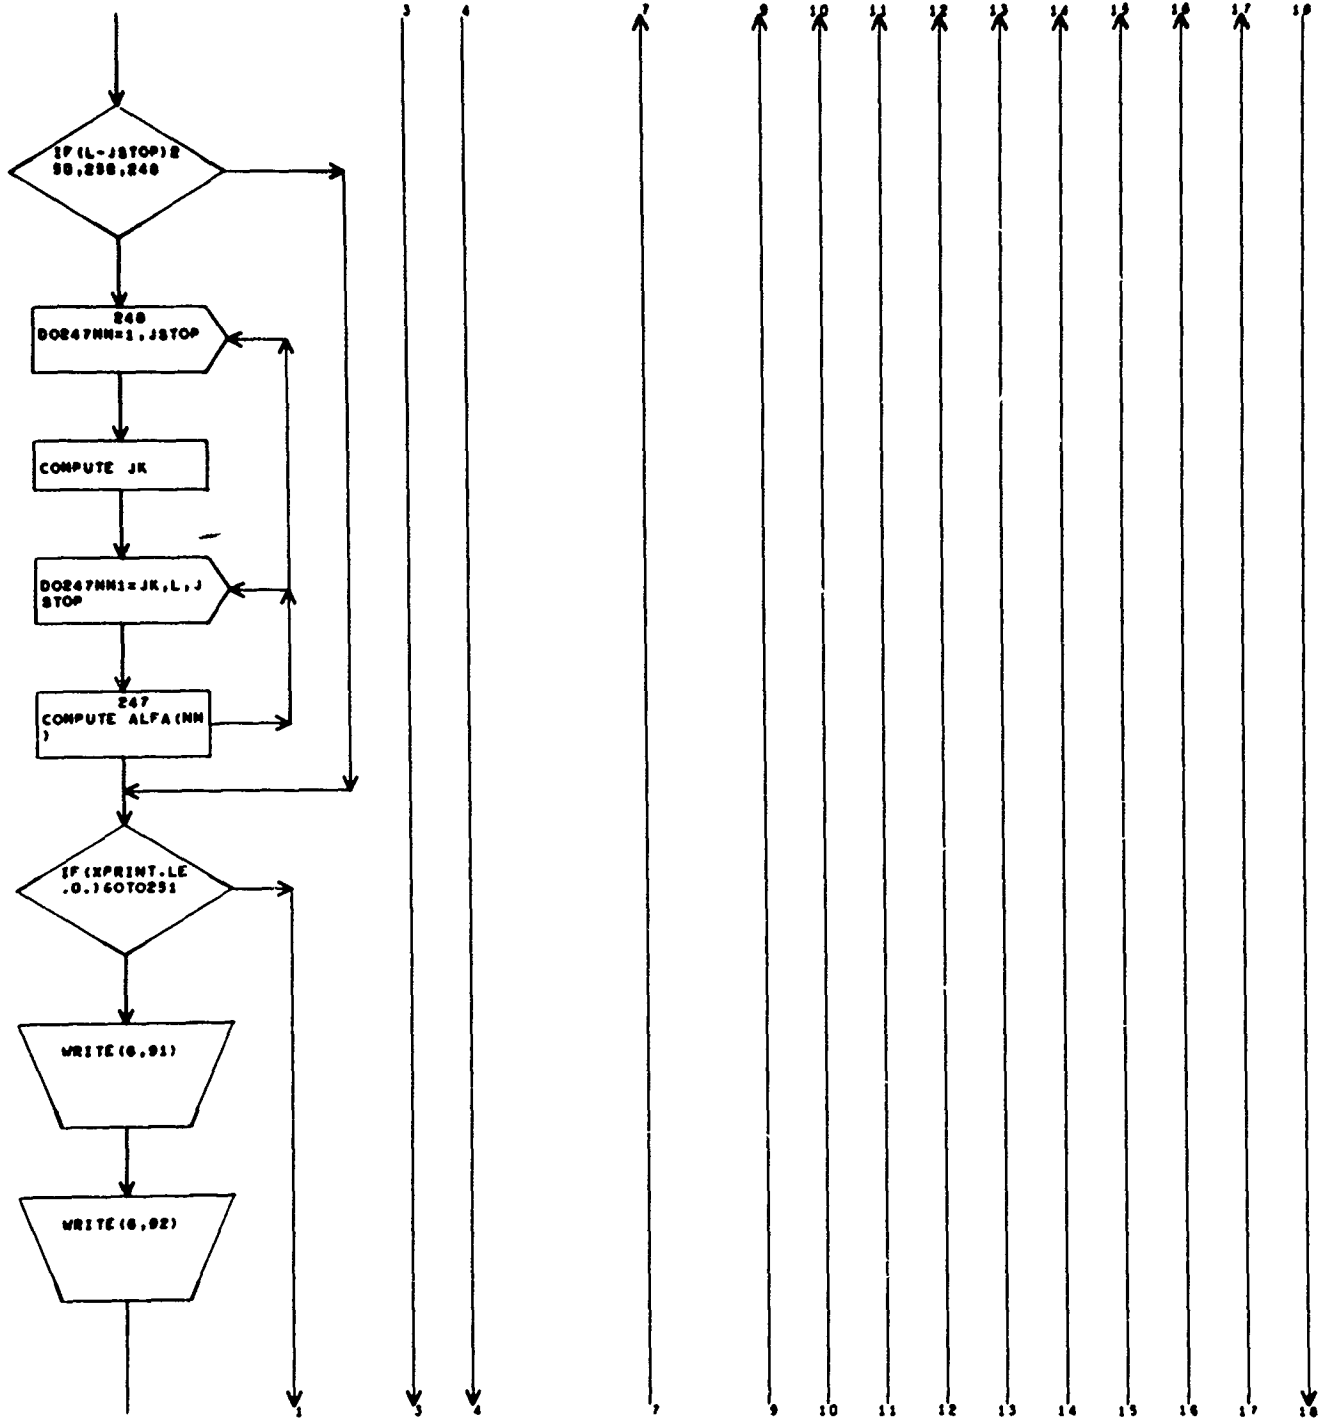 3 4 7 9 10 11 12 13 14 15 16 17 18
IF(L-JSTOP)2
50,250,248
248
DO247NN=1,JSTOP
COMPUTE JK
DO247NN1=JK,L,J
STOP
247
COMPUTE ALFA(NN
)
IF(XPRINT.LE
.0.)GOTO251
WRITE(6,91)
WRITE(6,92)
1 3 4 7 9 10 11 12 13 14 15 16 17 18